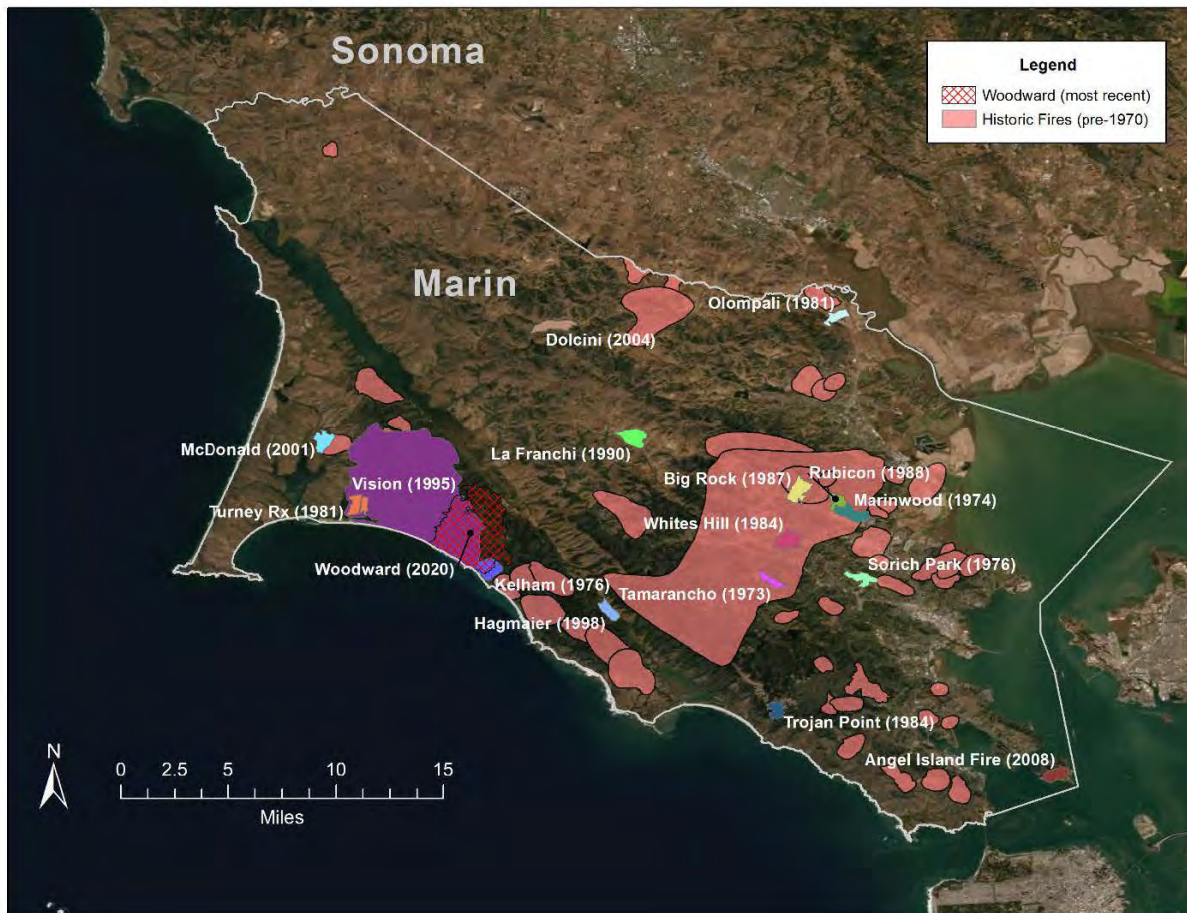 Sonoma
Legend
Woodward (most recent)
Historic Fires (pre-1970)
Marin
Olompali (1981)
Dolcini (2004)
McDonald (2001)
La Franchi (1990)
Rubicon (1988)
Big Rock (1987)
Vision (1995)
Marinwood (1974)
Turney Rx (1981)
Whites Hill (1984)
Woodward (2020)
Sorich Park (1976)
Kelham (1976)
Tamarancho (1973)
Hagmaier (1998)
Trojan Point (1984)
Angel Island Fire (2008)
N
0 2.5 5 10 15
Miles